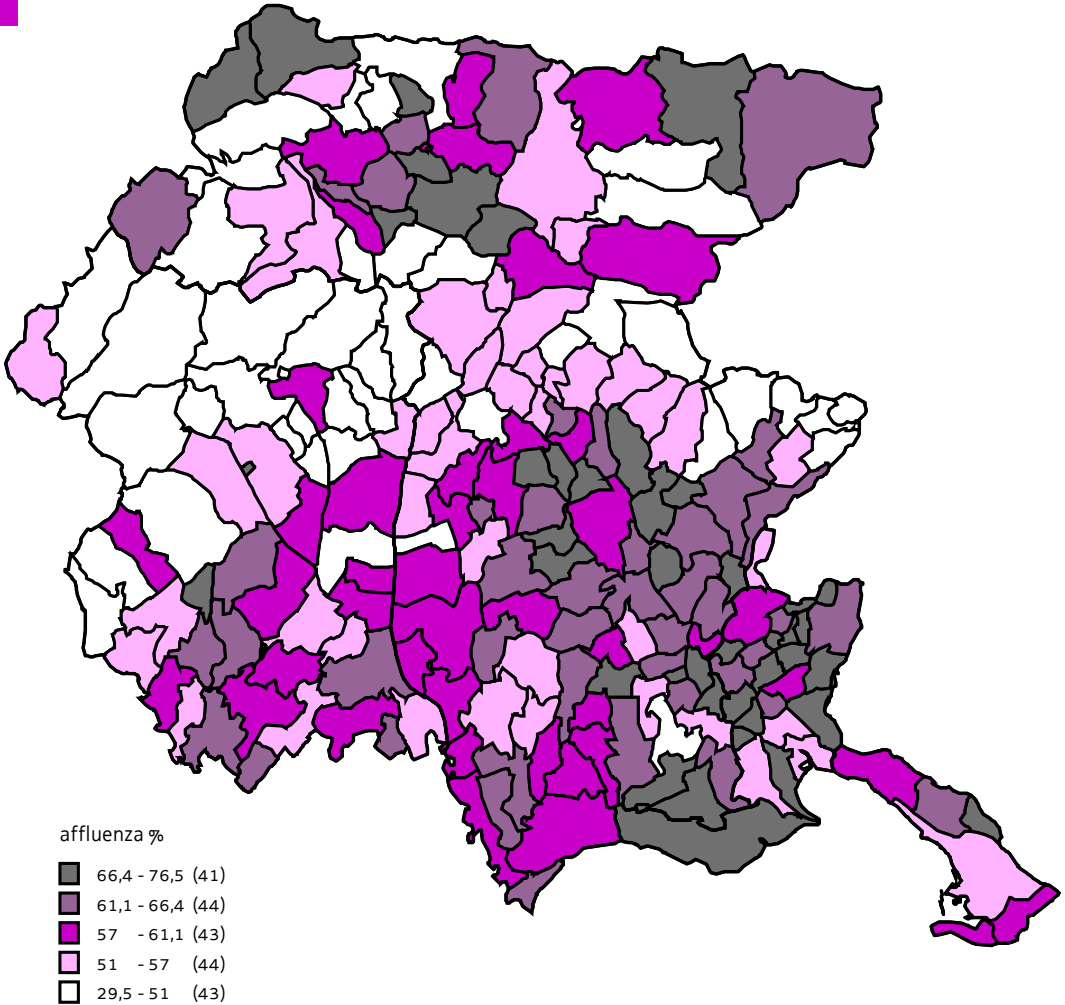 affluenza %
66,4 - 76,5 (41)
61,1 - 66,4 (44)
57 - 61,1 (43)
51 - 57 (44)
29,5 - 51 (43)